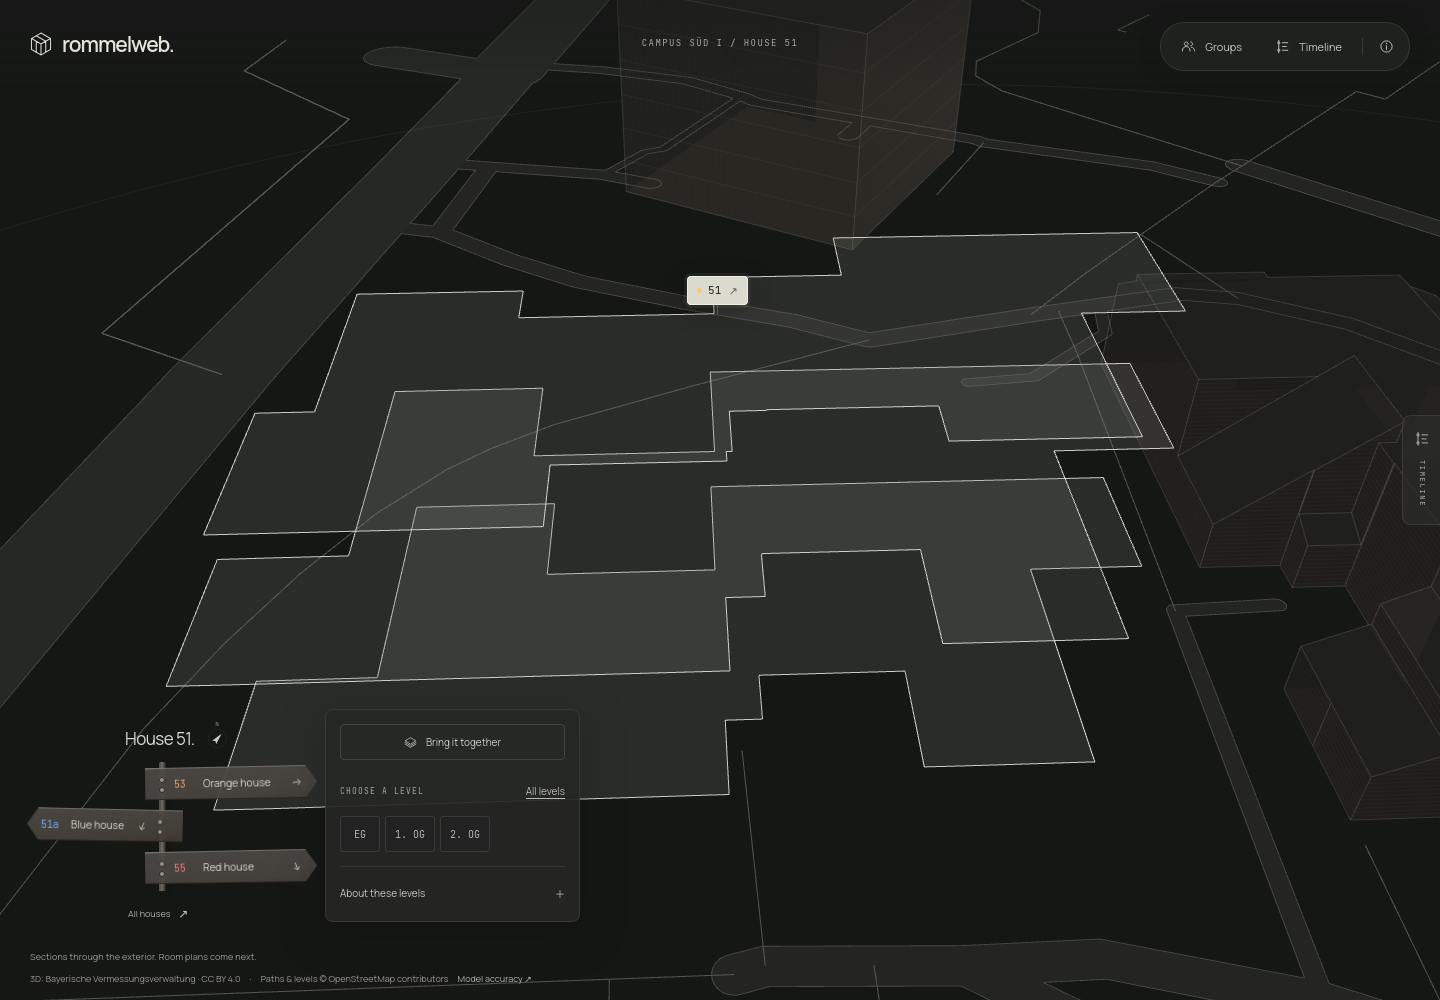 rommelweb.
CAMPUS SÜD I / HOUSE 51
Groups
Timeline
51 ↗
TIMELINE
House 51.
N
53 Orange house →
51a Blue house ↙
55 Red house ↘
All houses ↗
Bring it together
CHOOSE A LEVEL
All levels
EG
1. OG
2. OG
About these levels +
Sections through the exterior. Room plans come next.
3D: Bayerische Vermessungsverwaltung · CC BY 4.0 · Paths & levels © OpenStreetMap contributors Model accuracy ↗